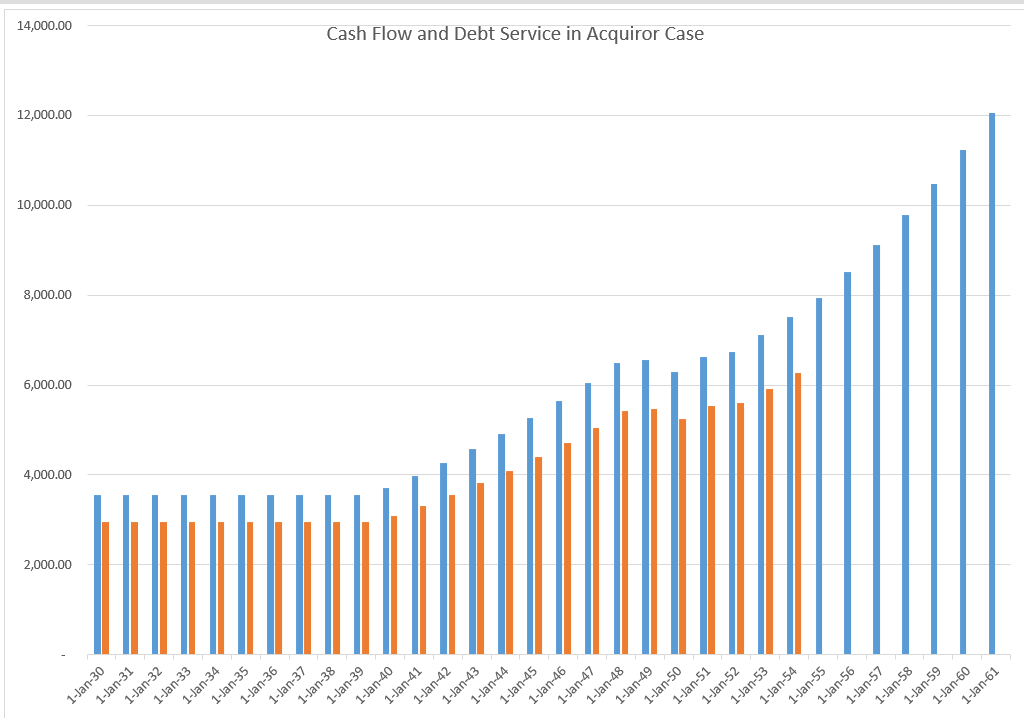 Cash Flow and Debt Service in Acquiror Case
14,000.00
12,000.00
10,000.00
8,000.00
6,000.00
4,000.00
2,000.00
-
1-Jan-30
1-Jan-31
1-Jan-32
1-Jan-33
1-Jan-34
1-Jan-35
1-Jan-36
1-Jan-37
1-Jan-38
1-Jan-39
1-Jan-40
1-Jan-41
1-Jan-42
1-Jan-43
1-Jan-44
1-Jan-45
1-Jan-46
1-Jan-47
1-Jan-48
1-Jan-49
1-Jan-50
1-Jan-51
1-Jan-52
1-Jan-53
1-Jan-54
1-Jan-55
1-Jan-56
1-Jan-57
1-Jan-58
1-Jan-59
1-Jan-60
1-Jan-61